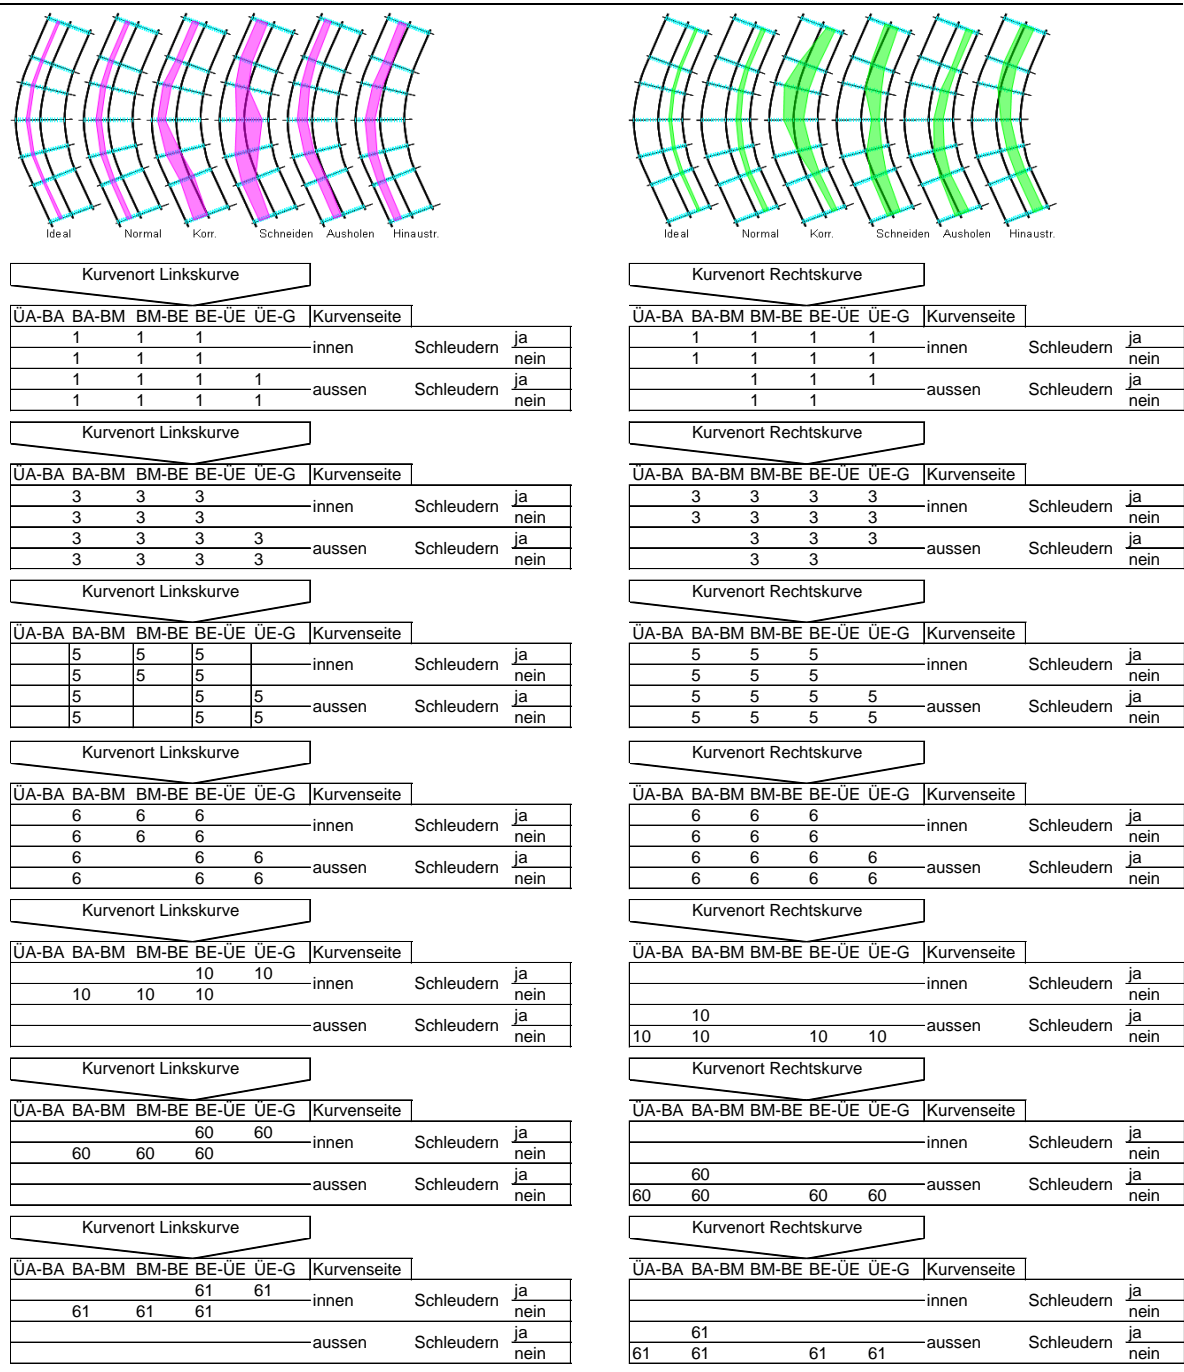 Ideal Normal Korr. Schneiden Ausholen Hinaustr.
Ideal Normal Korr. Schneiden Ausholen Hinaustr.
Kurvenort Linkskurve Kurvenort Rechtskurve
ÜA-BA BA-BM BM-BE BE-ÜE ÜE-G Kurvenseite ÜA-BA BA-BM BM-BE BE-ÜE ÜE-G Kurvenseite
1 1 1 innen Schleudern ja 1 1 1 1 innen Schleudern ja
1 1 1 nein 1 1 1 1 nein
1 1 1 1 aussen Schleudern ja 1 1 1 aussen Schleudern ja
1 1 1 1 nein 1 1 nein
Kurvenort Linkskurve Kurvenort Rechtskurve
ÜA-BA BA-BM BM-BE BE-ÜE ÜE-G Kurvenseite ÜA-BA BA-BM BM-BE BE-ÜE ÜE-G Kurvenseite
3 3 3 innen Schleudern ja 3 3 3 3 innen Schleudern ja
3 3 3 nein 3 3 3 3 nein
3 3 3 3 aussen Schleudern ja 3 3 3 aussen Schleudern ja
3 3 3 3 nein 3 3 nein
Kurvenort Linkskurve Kurvenort Rechtskurve
ÜA-BA BA-BM BM-BE BE-ÜE ÜE-G Kurvenseite ÜA-BA BA-BM BM-BE BE-ÜE ÜE-G Kurvenseite
5 5 5 innen Schleudern ja 5 5 5 innen Schleudern ja
5 5 5 nein 5 5 5 nein
5 5 5 aussen Schleudern ja 5 5 5 5 aussen Schleudern ja
5 5 5 nein 5 5 5 5 nein
Kurvenort Linkskurve Kurvenort Rechtskurve
ÜA-BA BA-BM BM-BE BE-ÜE ÜE-G Kurvenseite ÜA-BA BA-BM BM-BE BE-ÜE ÜE-G Kurvenseite
6 6 6 innen Schleudern ja 6 6 6 innen Schleudern ja
6 6 6 nein 6 6 6 nein
6 6 6 aussen Schleudern ja 6 6 6 6 aussen Schleudern ja
6 6 6 nein 6 6 6 6 nein
Kurvenort Linkskurve Kurvenort Rechtskurve
ÜA-BA BA-BM BM-BE BE-ÜE ÜE-G Kurvenseite ÜA-BA BA-BM BM-BE BE-ÜE ÜE-G Kurvenseite
10 10 innen Schleudern ja innen Schleudern ja
10 10 10 nein nein
aussen Schleudern ja 10 aussen Schleudern ja
nein 10 10 10 10 nein
Kurvenort Linkskurve Kurvenort Rechtskurve
ÜA-BA BA-BM BM-BE BE-ÜE ÜE-G Kurvenseite ÜA-BA BA-BM BM-BE BE-ÜE ÜE-G Kurvenseite
60 60 innen Schleudern ja innen Schleudern ja
60 60 60 nein nein
aussen Schleudern ja 60 aussen Schleudern ja
nein 60 60 60 60 nein
Kurvenort Linkskurve Kurvenort Rechtskurve
ÜA-BA BA-BM BM-BE BE-ÜE ÜE-G Kurvenseite ÜA-BA BA-BM BM-BE BE-ÜE ÜE-G Kurvenseite
61 61 innen Schleudern ja innen Schleudern ja
61 61 61 nein nein
aussen Schleudern ja 61 aussen Schleudern ja
nein 61 61 61 61 nein